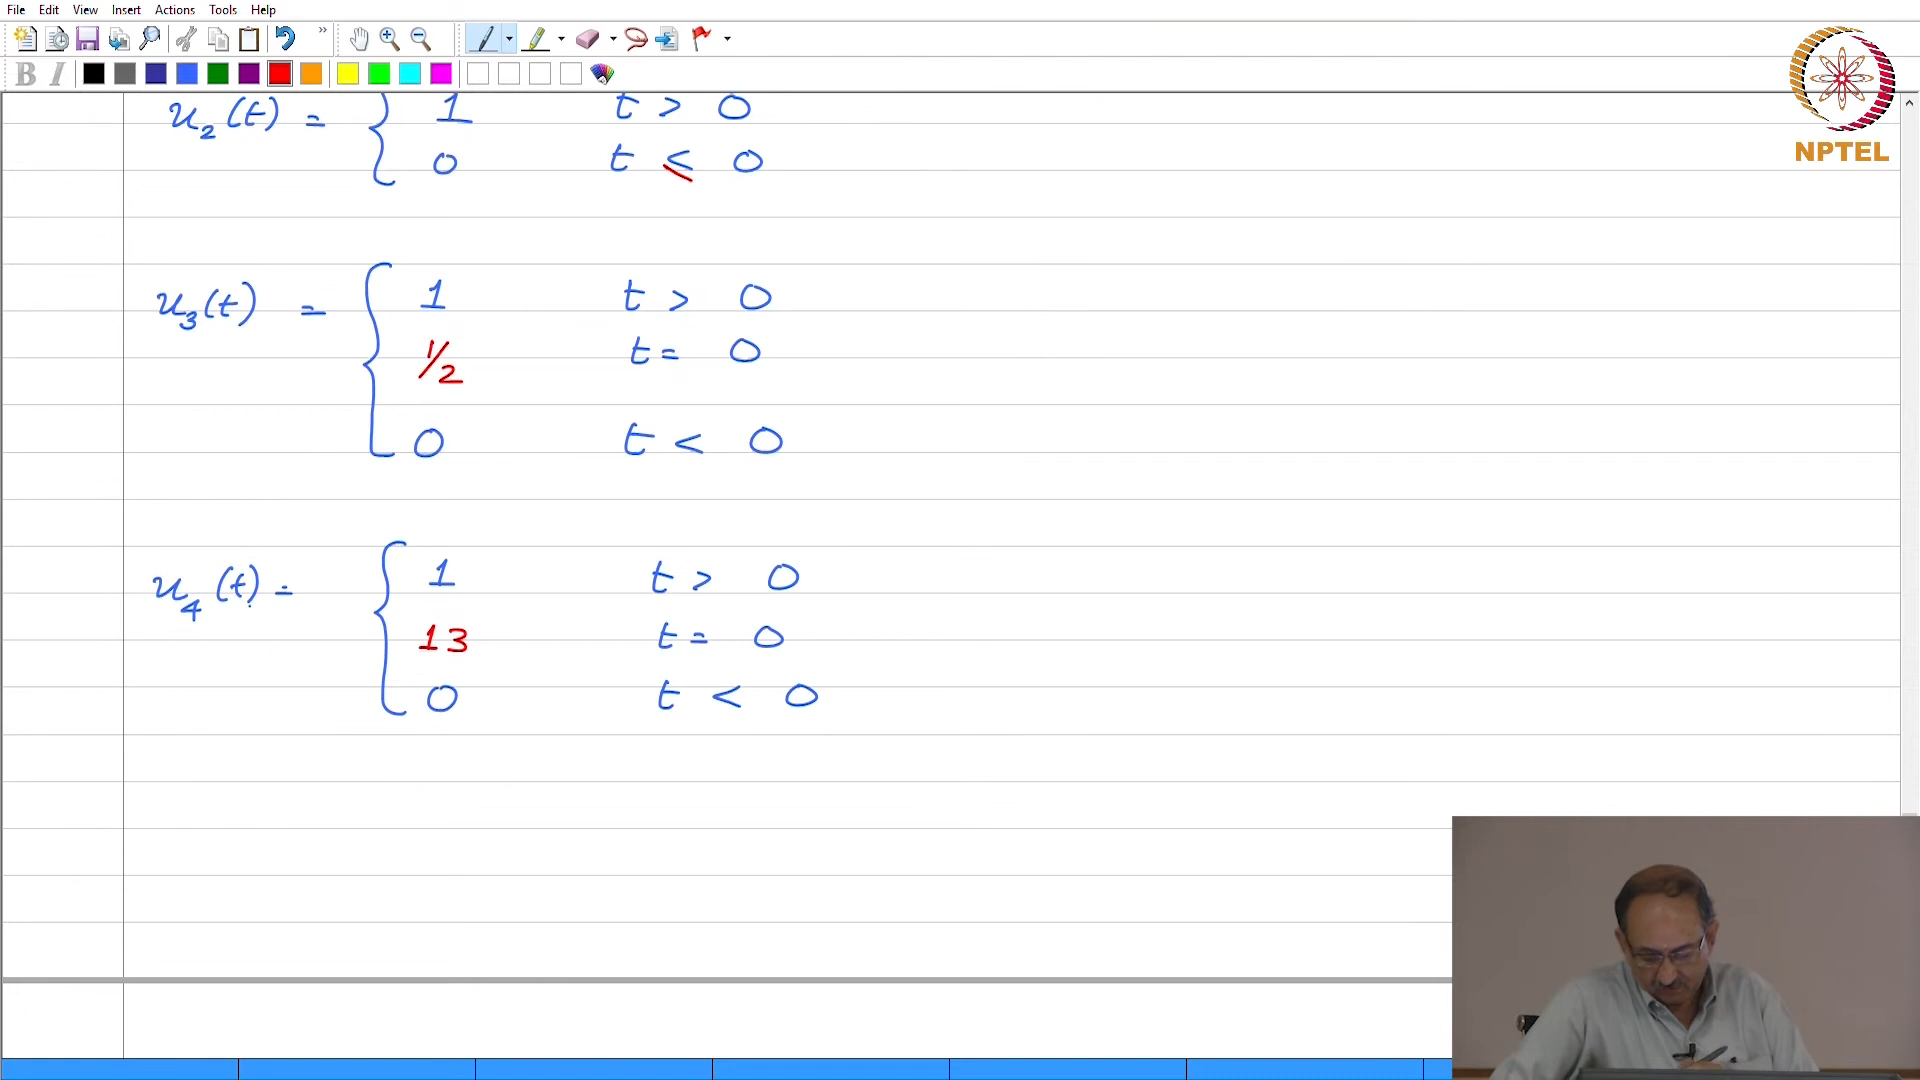 File Edit View Insert Actions Tools Help
B I
NPTEL
u₂(t) = { 1 t > 0
0 t ≤ 0
u₃(t) = { 1 t > 0
1/2 t = 0
0 t < 0
u₄(t) = { 1 t > 0
13 t = 0
0 t < 0